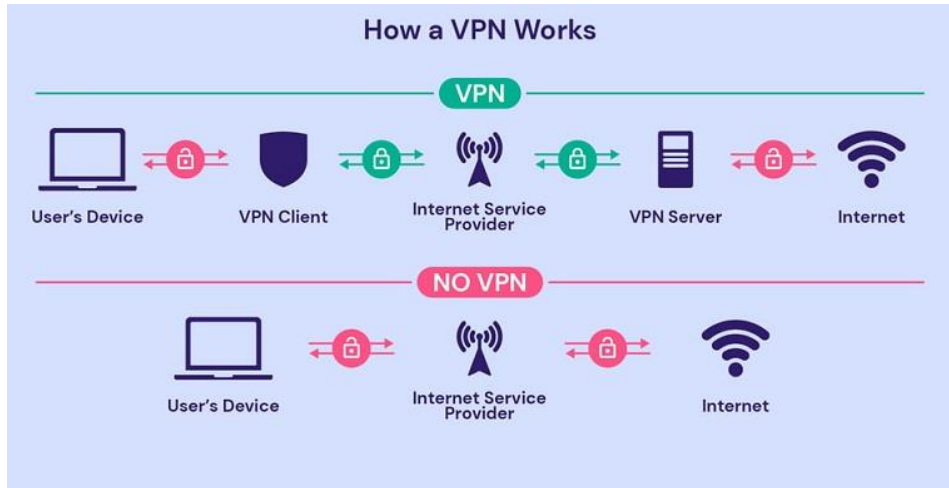 How a VPN Works
VPN
User's Device
VPN Client
Internet Service
Provider
VPN Server
Internet
NO VPN
User's Device
Internet Service
Provider
Internet